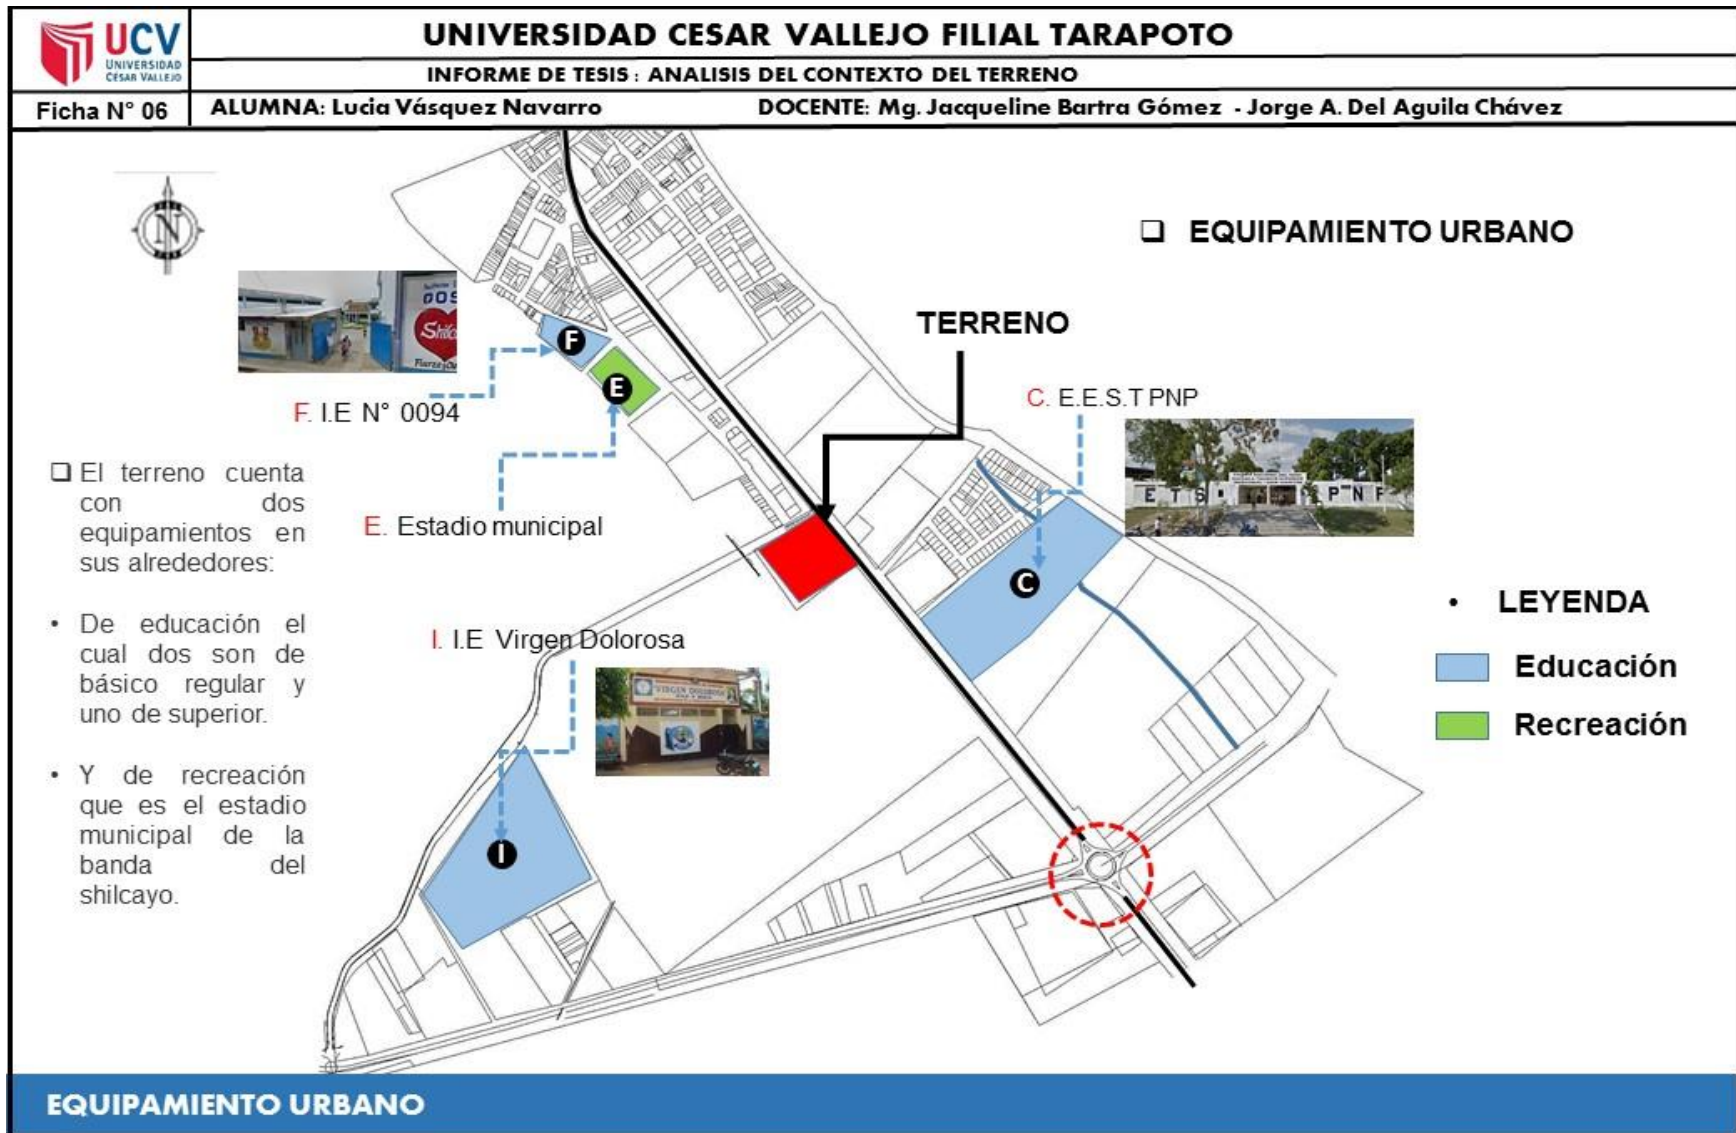 UCV
UNIVERSIDAD
CÉSAR VALLEJO
UNIVERSIDAD CESAR VALLEJO FILIAL TARAPOTO
INFORME DE TESIS : ANALISIS DEL CONTEXTO DEL TERRENO
Ficha N° 06
ALUMNA: Lucia Vásquez Navarro
DOCENTE: Mg. Jacqueline Bartra Gómez - Jorge A. Del Aguila Chávez
N
❑ EQUIPAMIENTO URBANO
TERRENO
F
E
F. I.E N° 0094
C. E.E.S.T PNP
❑ El terreno cuenta
con dos
equipamientos en
sus alrededores:
E. Estadio municipal
C
• De educación el
cual dos son de
básico regular y
uno de superior.
I. I.E Virgen Dolorosa
VIRGEN DOLOROSA
• LEYENDA
Educación
Recreación
• Y de recreación
que es el estadio
municipal de la
banda del
shilcayo.
I
EQUIPAMIENTO URBANO